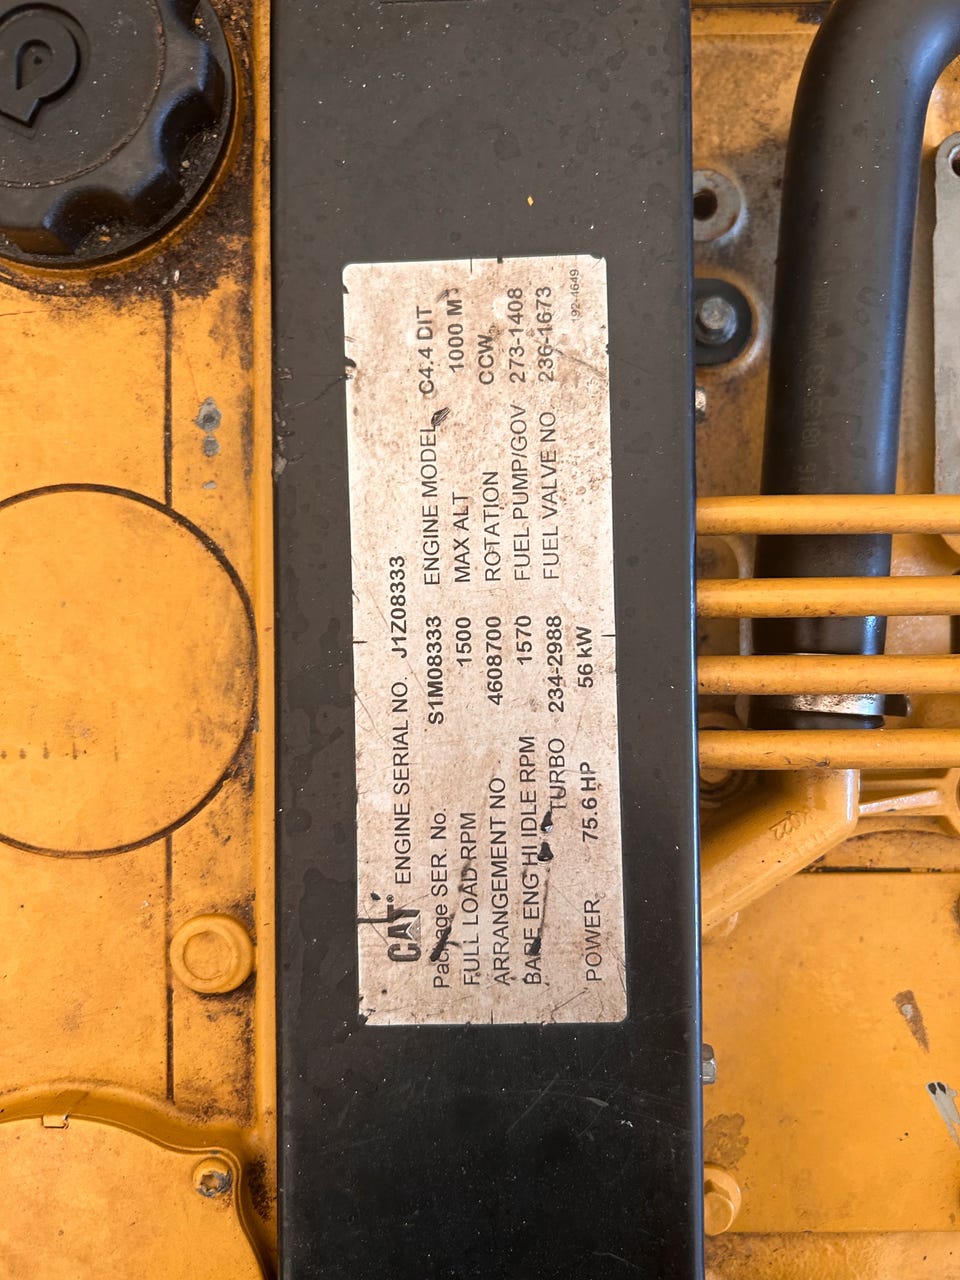 CAT® ENGINE SERIAL NO. J1Z08333
Package SER. No. S1M08333 ENGINE MODEL C4.4 DIT
FULL LOAD RPM 1500 MAX ALT 1000 M
ARRANGEMENT NO 4608700 ROTATION CCW
BARE ENG HI IDLE RPM 1570 FUEL PUMP/GOV 273-1408
TURBO 234-2988 FUEL VALVE NO 236-1673
POWER 75.6 HP 56 kW
192-4649